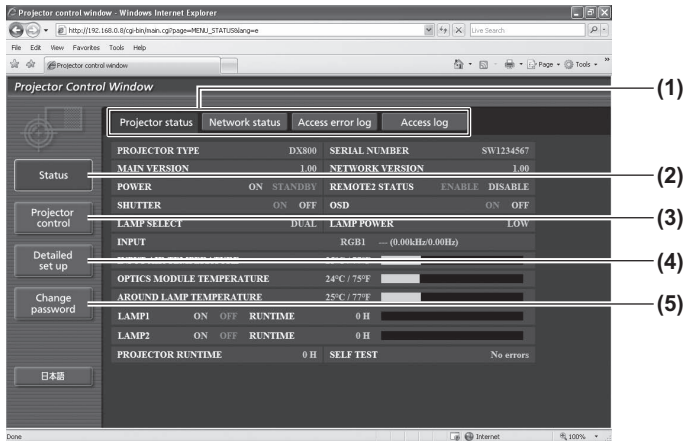 Projector control window - Windows Internet Explorer
http://192.168.0.8/cgi-bin/main.cgi?page=MENU_STATUS&lang=e
Live Search
File Edit View Favorites Tools Help
Projector control window
Page Tools
Projector Control Window
(1)
Projector status Network status Access error log Access log
PROJECTOR TYPE DX800 SERIAL NUMBER SW1234567
MAIN VERSION 1.00 NETWORK VERSION 1.00
Status
(2)
POWER ON STANDBY REMOTE2 STATUS ENABLE DISABLE
SHUTTER ON OFF OSD ON OFF
Projector control
(3)
LAMP SELECT DUAL LAMP POWER LOW
INPUT RGB1 --- (0.00kHz/0.00Hz)
Detailed set up
(4)
OPTICS MODULE TEMPERATURE 24°C / 75°F
Change password
(5)
AROUND LAMP TEMPERATURE 25°C / 77°F
LAMP1 ON OFF RUNTIME 0 H
LAMP2 ON OFF RUNTIME 0 H
PROJECTOR RUNTIME 0 H SELF TEST No errors
日本語
Done Internet 100%